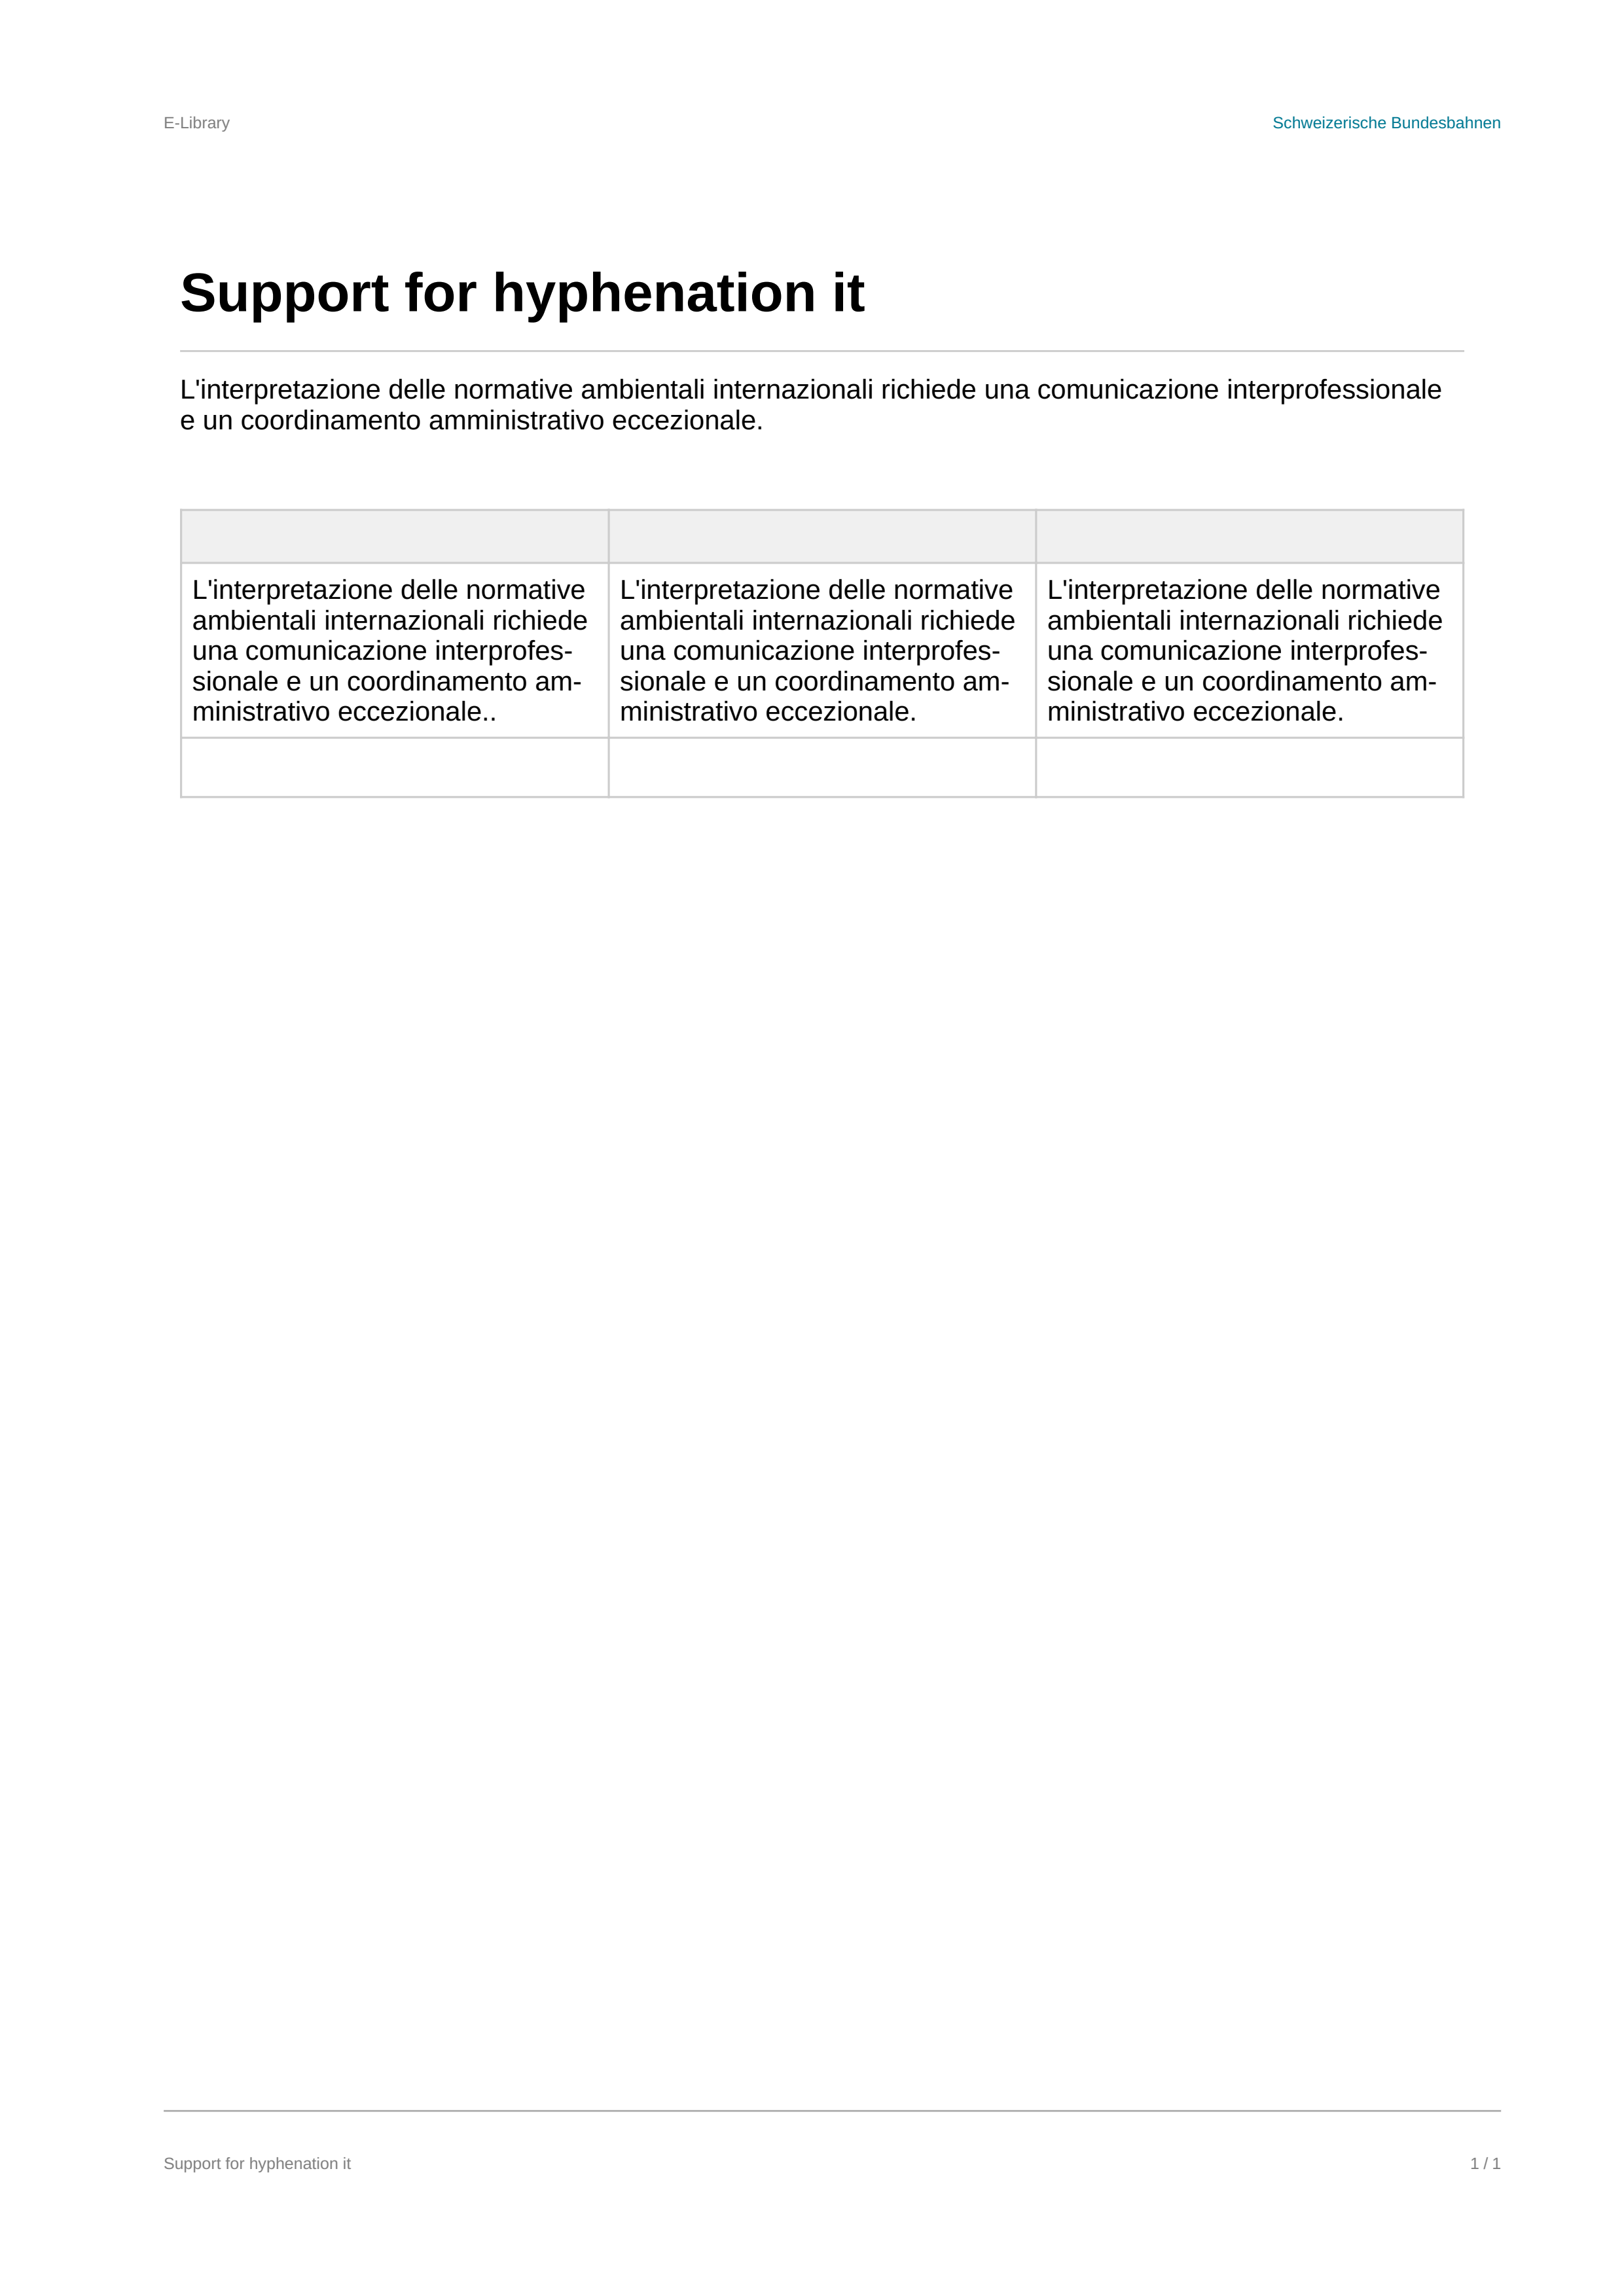 E-Library
Schweizerische Bundesbahnen
Support for hyphenation it
L'interpretazione delle normative ambientali internazionali richiede una comunicazione interprofessionale
e un coordinamento amministrativo eccezionale.
L'interpretazione delle normative
ambientali internazionali richiede
una comunicazione interprofes-
sionale e un coordinamento am-
ministrativo eccezionale..
L'interpretazione delle normative
ambientali internazionali richiede
una comunicazione interprofes-
sionale e un coordinamento am-
ministrativo eccezionale.
L'interpretazione delle normative
ambientali internazionali richiede
una comunicazione interprofes-
sionale e un coordinamento am-
ministrativo eccezionale.
Support for hyphenation it
1 / 1